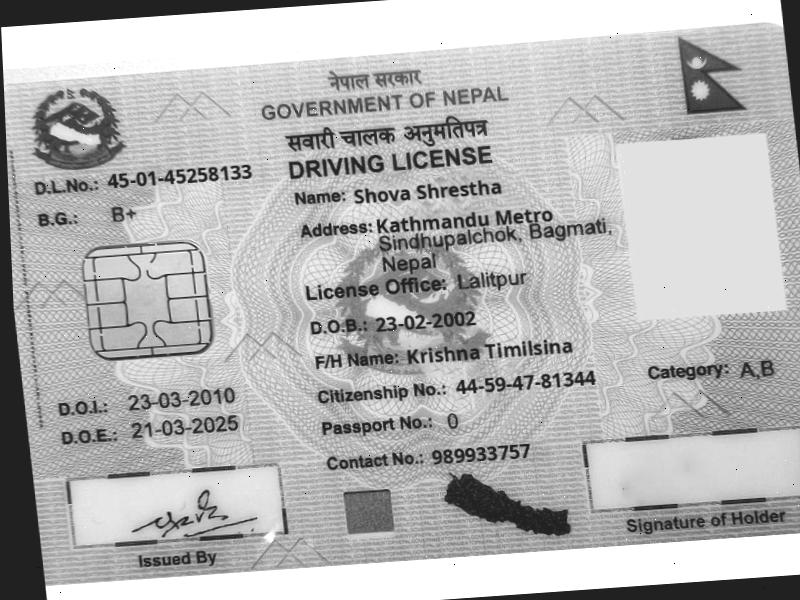 नेपाल सरकार
GOVERNMENT OF NEPAL
सवारी चालक अनुमतिपत्र
DRIVING LICENSE
D.L.No.: 45-01-45258133
B.G.: B+
Name: Shova Shrestha
Address: Kathmandu Metro
Sindhupalchok, Bagmati,
Nepal
License Office: Lalitpur
D.O.B.: 23-02-2002
F/H Name: Krishna Timilsina
Citizenship No.: 44-59-47-81344
Category: A,B
D.O.I.: 23-03-2010
D.O.E.: 21-03-2025
Passport No.: 0
Contact No.: 989933757
Issued By
Signature of Holder